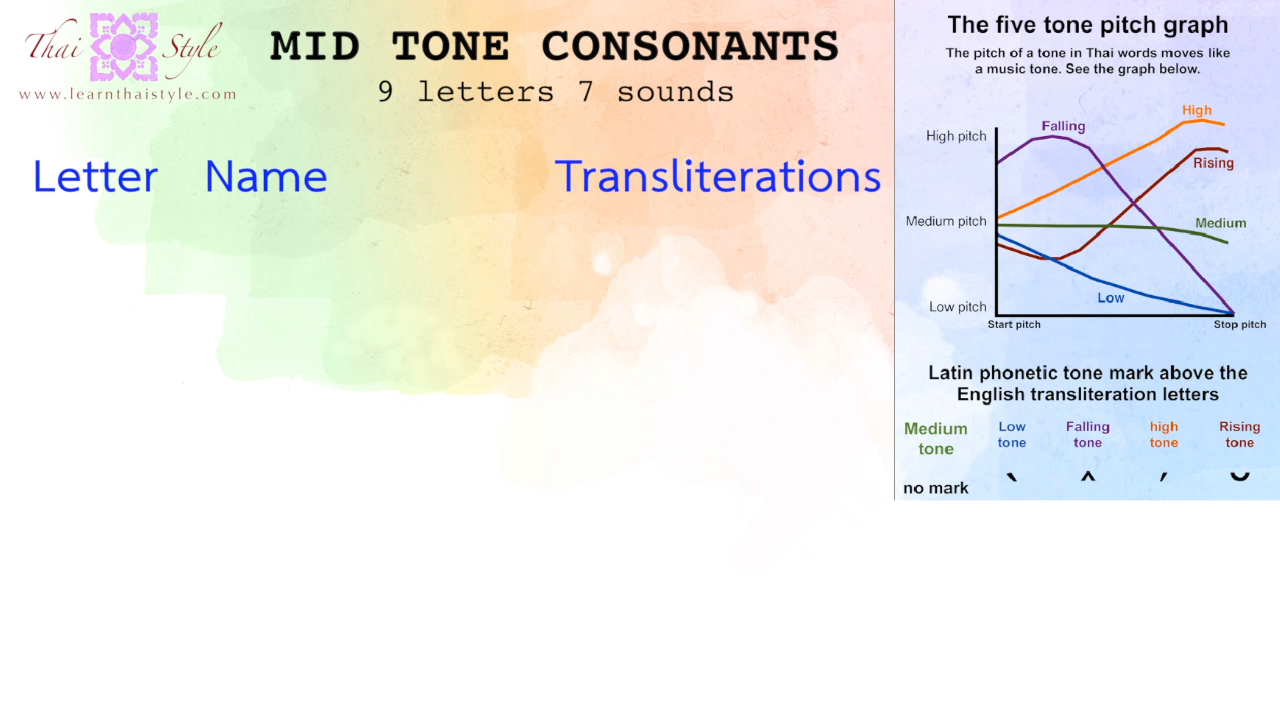 Thai Style
www.learnthaistyle.com
MID TONE CONSONANTS
9 letters 7 sounds
Letter Name Transliterations
The five tone pitch graph
The pitch of a tone in Thai words moves like
a music tone. See the graph below.
High
Falling
High pitch
Rising
Medium pitch
Medium
Low
Low pitch
Start pitch
Stop pitch
Latin phonetic tone mark above the
English transliteration letters
Medium tone
Low tone
Falling tone
high tone
Rising tone
no mark ˋ ^ ˊ ˘